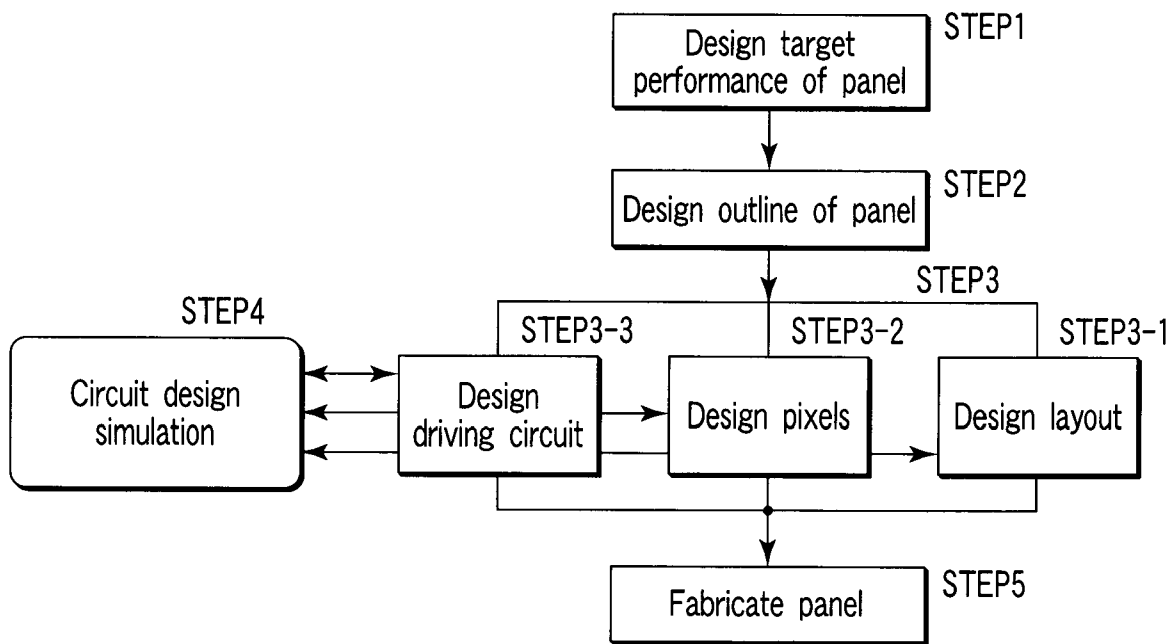 STEP1
Design target
performance of panel
STEP2
Design outline of panel
STEP3
STEP4
STEP3-3
STEP3-2
STEP3-1
Circuit design
simulation
Design
driving circuit
Design pixels
Design layout
STEP5
Fabricate panel